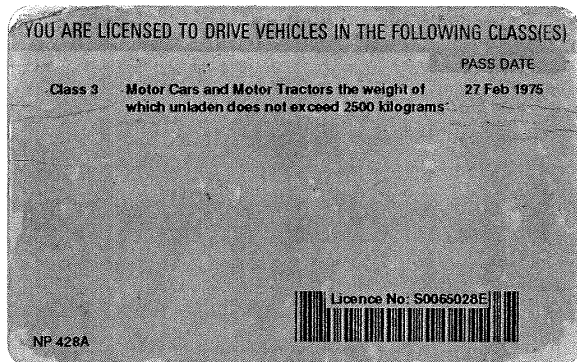 YOU ARE LICENSED TO DRIVE VEHICLES IN THE FOLLOWING CLASS(ES)
PASS DATE
Class 3 Motor Cars and Motor Tractors the weight of 27 Feb 1975
which unladen does not exceed 2500 kilograms
Licence No: S0065028E
NP 428A